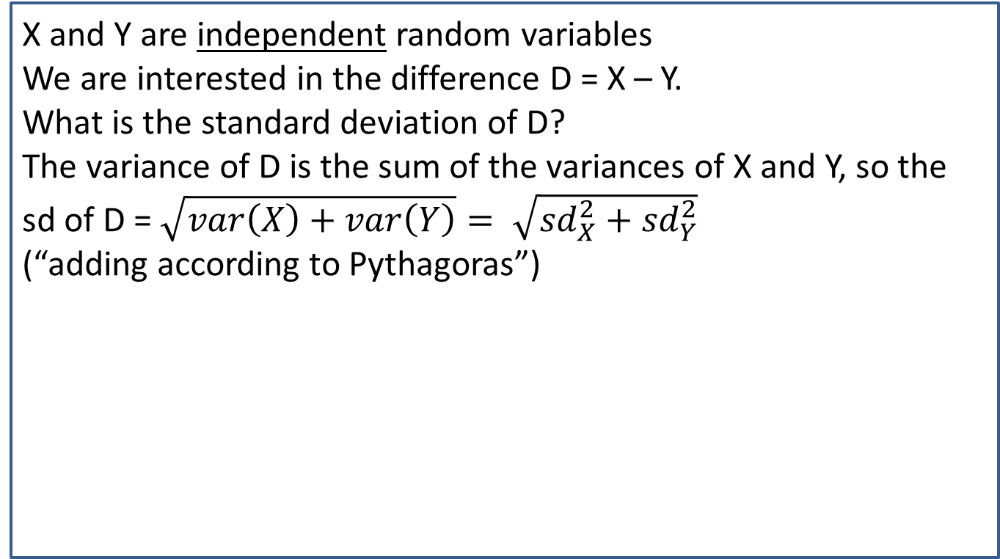 X and Y are independent random variables
We are interested in the difference D = X – Y.
What is the standard deviation of D?
The variance of D is the sum of the variances of X and Y, so the
sd of D = √(var(X) + var(Y)) = √(sd_X^2 + sd_Y^2)
(“adding according to Pythagoras”)